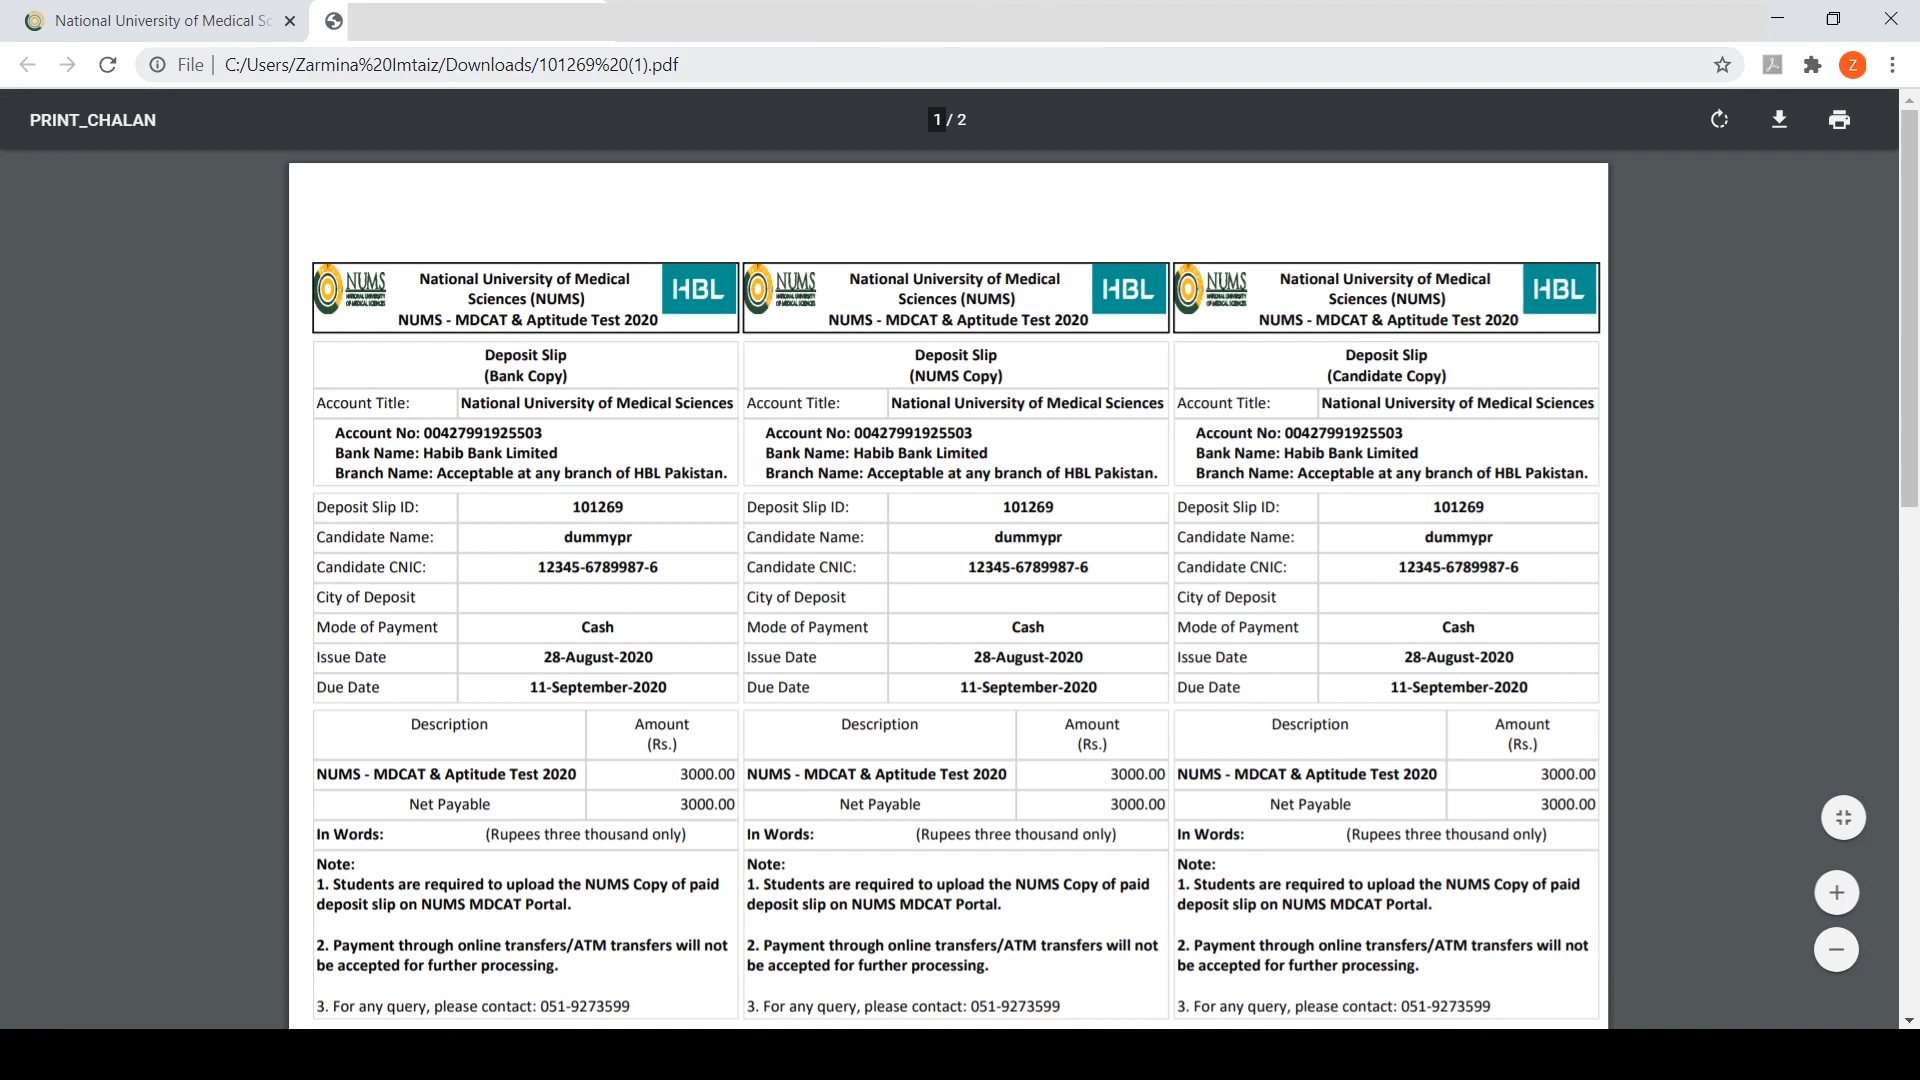 National University of Medical Sc
File | C:/Users/Zarmina%20Imtaiz/Downloads/101269%20(1).pdf
Z
PRINT_CHALAN
1 / 2
NUMS
NATIONAL UNIVERSITY
OF MEDICAL SCIENCES
National University of Medical
Sciences (NUMS)
NUMS - MDCAT & Aptitude Test 2020
HBL
Deposit Slip
(Bank Copy)
Account Title: National University of Medical Sciences
Account No: 00427991925503
Bank Name: Habib Bank Limited
Branch Name: Acceptable at any branch of HBL Pakistan.
Deposit Slip ID: 101269
Candidate Name: dummypr
Candidate CNIC: 12345-6789987-6
City of Deposit
Mode of Payment Cash
Issue Date 28-August-2020
Due Date 11-September-2020
Description Amount
(Rs.)
NUMS - MDCAT & Aptitude Test 2020 3000.00
Net Payable 3000.00
In Words: (Rupees three thousand only)
Note:
1. Students are required to upload the NUMS Copy of paid
deposit slip on NUMS MDCAT Portal.
2. Payment through online transfers/ATM transfers will not
be accepted for further processing.
3. For any query, please contact: 051-9273599
NUMS
NATIONAL UNIVERSITY
OF MEDICAL SCIENCES
National University of Medical
Sciences (NUMS)
NUMS - MDCAT & Aptitude Test 2020
HBL
Deposit Slip
(NUMS Copy)
Account Title: National University of Medical Sciences
Account No: 00427991925503
Bank Name: Habib Bank Limited
Branch Name: Acceptable at any branch of HBL Pakistan.
Deposit Slip ID: 101269
Candidate Name: dummypr
Candidate CNIC: 12345-6789987-6
City of Deposit
Mode of Payment Cash
Issue Date 28-August-2020
Due Date 11-September-2020
Description Amount
(Rs.)
NUMS - MDCAT & Aptitude Test 2020 3000.00
Net Payable 3000.00
In Words: (Rupees three thousand only)
Note:
1. Students are required to upload the NUMS Copy of paid
deposit slip on NUMS MDCAT Portal.
2. Payment through online transfers/ATM transfers will not
be accepted for further processing.
3. For any query, please contact: 051-9273599
NUMS
NATIONAL UNIVERSITY
OF MEDICAL SCIENCES
National University of Medical
Sciences (NUMS)
NUMS - MDCAT & Aptitude Test 2020
HBL
Deposit Slip
(Candidate Copy)
Account Title: National University of Medical Sciences
Account No: 00427991925503
Bank Name: Habib Bank Limited
Branch Name: Acceptable at any branch of HBL Pakistan.
Deposit Slip ID: 101269
Candidate Name: dummypr
Candidate CNIC: 12345-6789987-6
City of Deposit
Mode of Payment Cash
Issue Date 28-August-2020
Due Date 11-September-2020
Description Amount
(Rs.)
NUMS - MDCAT & Aptitude Test 2020 3000.00
Net Payable 3000.00
In Words: (Rupees three thousand only)
Note:
1. Students are required to upload the NUMS Copy of paid
deposit slip on NUMS MDCAT Portal.
2. Payment through online transfers/ATM transfers will not
be accepted for further processing.
3. For any query, please contact: 051-9273599